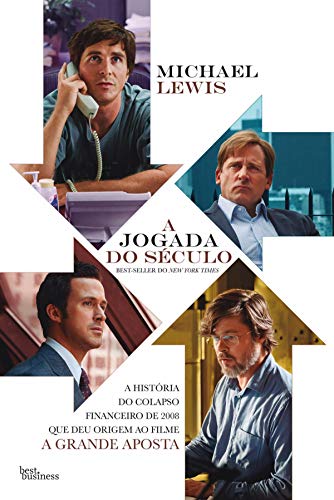 MICHAEL
LEWIS
A
JOGADA
DO SÉCULO
BEST-SELLER DO NEW YORK TIMES
A HISTÓRIA
DO COLAPSO
FINANCEIRO DE 2008
QUE DEU ORIGEM AO FILME
A GRANDE APOSTA
best.
business